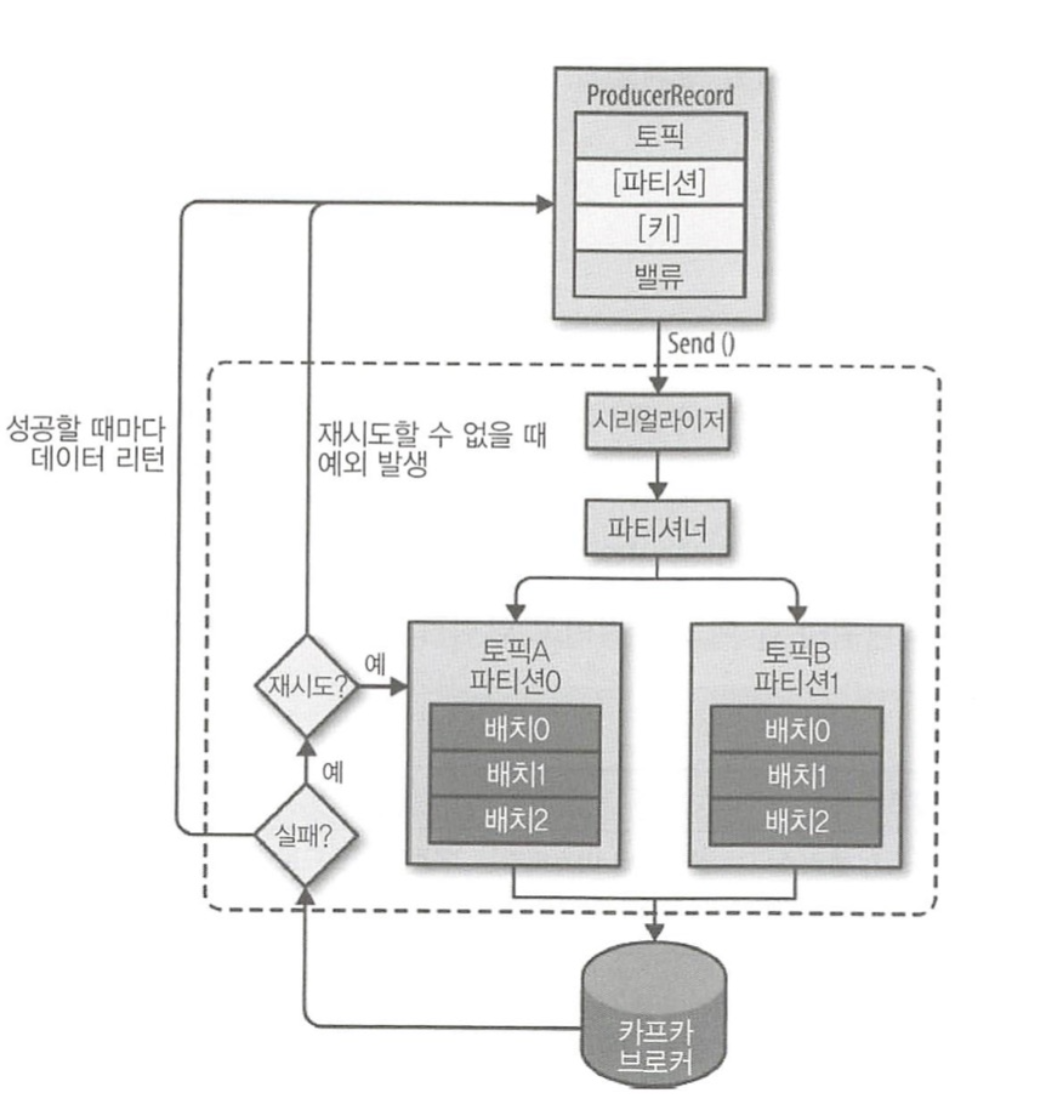 ProducerRecord
토픽
[파티션]
[키]
밸류
Send ()
시리얼라이저
성공할 때마다
데이터 리턴
재시도할 수 없을 때
예외 발생
파티셔너
토픽A
파티션0
배치0
배치1
배치2
토픽B
파티션1
배치0
배치1
배치2
재시도?
예
예
실패?
카프카
브로커